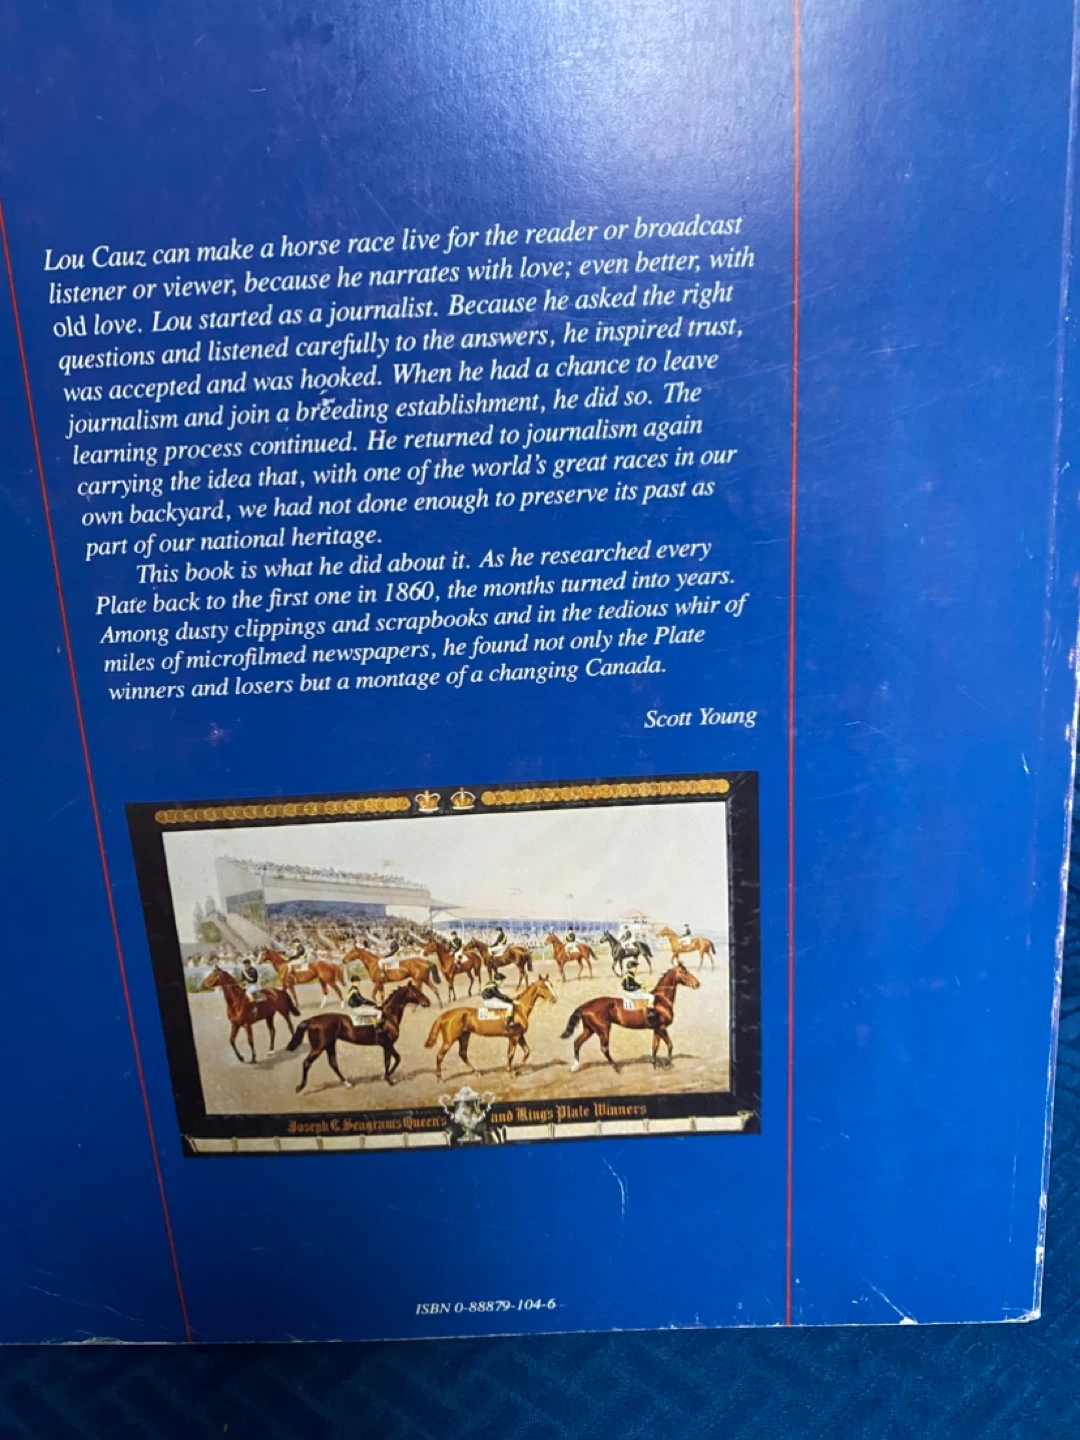 Lou Cauz can make a horse race live for the reader or broadcast
listener or viewer, because he narrates with love; even better, with
old love. Lou started as a journalist. Because he asked the right
questions and listened carefully to the answers, he inspired trust,
was accepted and was hooked. When he had a chance to leave
journalism and join a breeding establishment, he did so. The
learning process continued. He returned to journalism again
carrying the idea that, with one of the world's great races in our
own backyard, we had not done enough to preserve its past as
part of our national heritage.
This book is what he did about it. As he researched every
Plate back to the first one in 1860, the months turned into years.
Among dusty clippings and scrapbooks and in the tedious whir of
miles of microfilmed newspapers, he found not only the Plate
winners and losers but a montage of a changing Canada.
Scott Young
Joseph E. Seagram's Queen's and King's Plate Winners
ISBN 0-88879-104-6